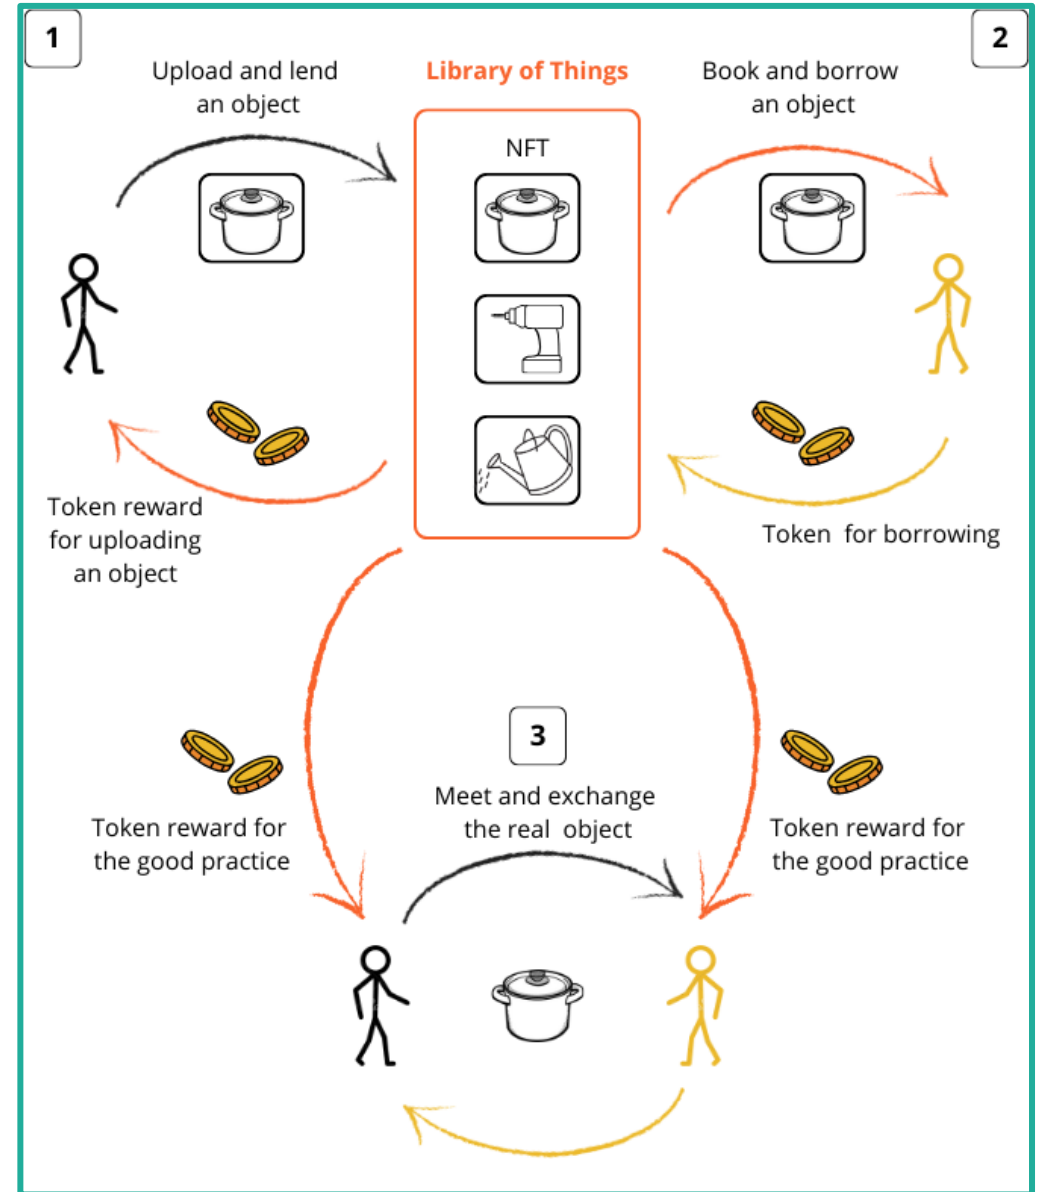 1
2
Upload and lend
an object
Library of Things
Book and borrow
an object
NFT
Token reward
for uploading
an object
Token for borrowing
3
Meet and exchange
the real object
Token reward for
the good practice
Token reward for
the good practice